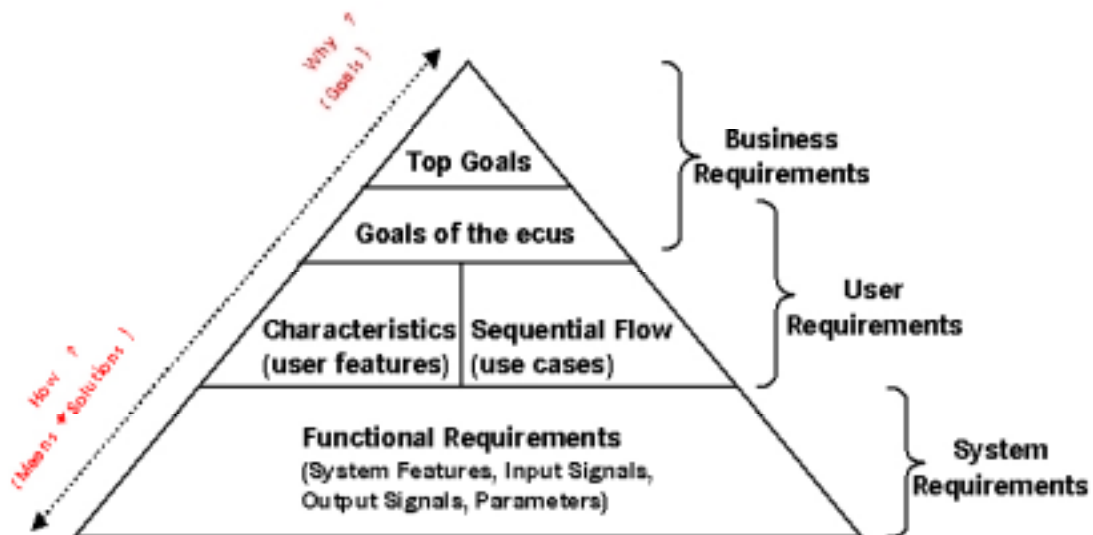 Why ?
(Goals)
Top Goals
Business
Requirements
Goals of the ecus
User
Requirements
Characteristics
(user features)
Sequential Flow
(use cases)
How ?
(Means + Solutions)
Functional Requirements
(System Features, Input Signals,
Output Signals, Parameters)
System
Requirements